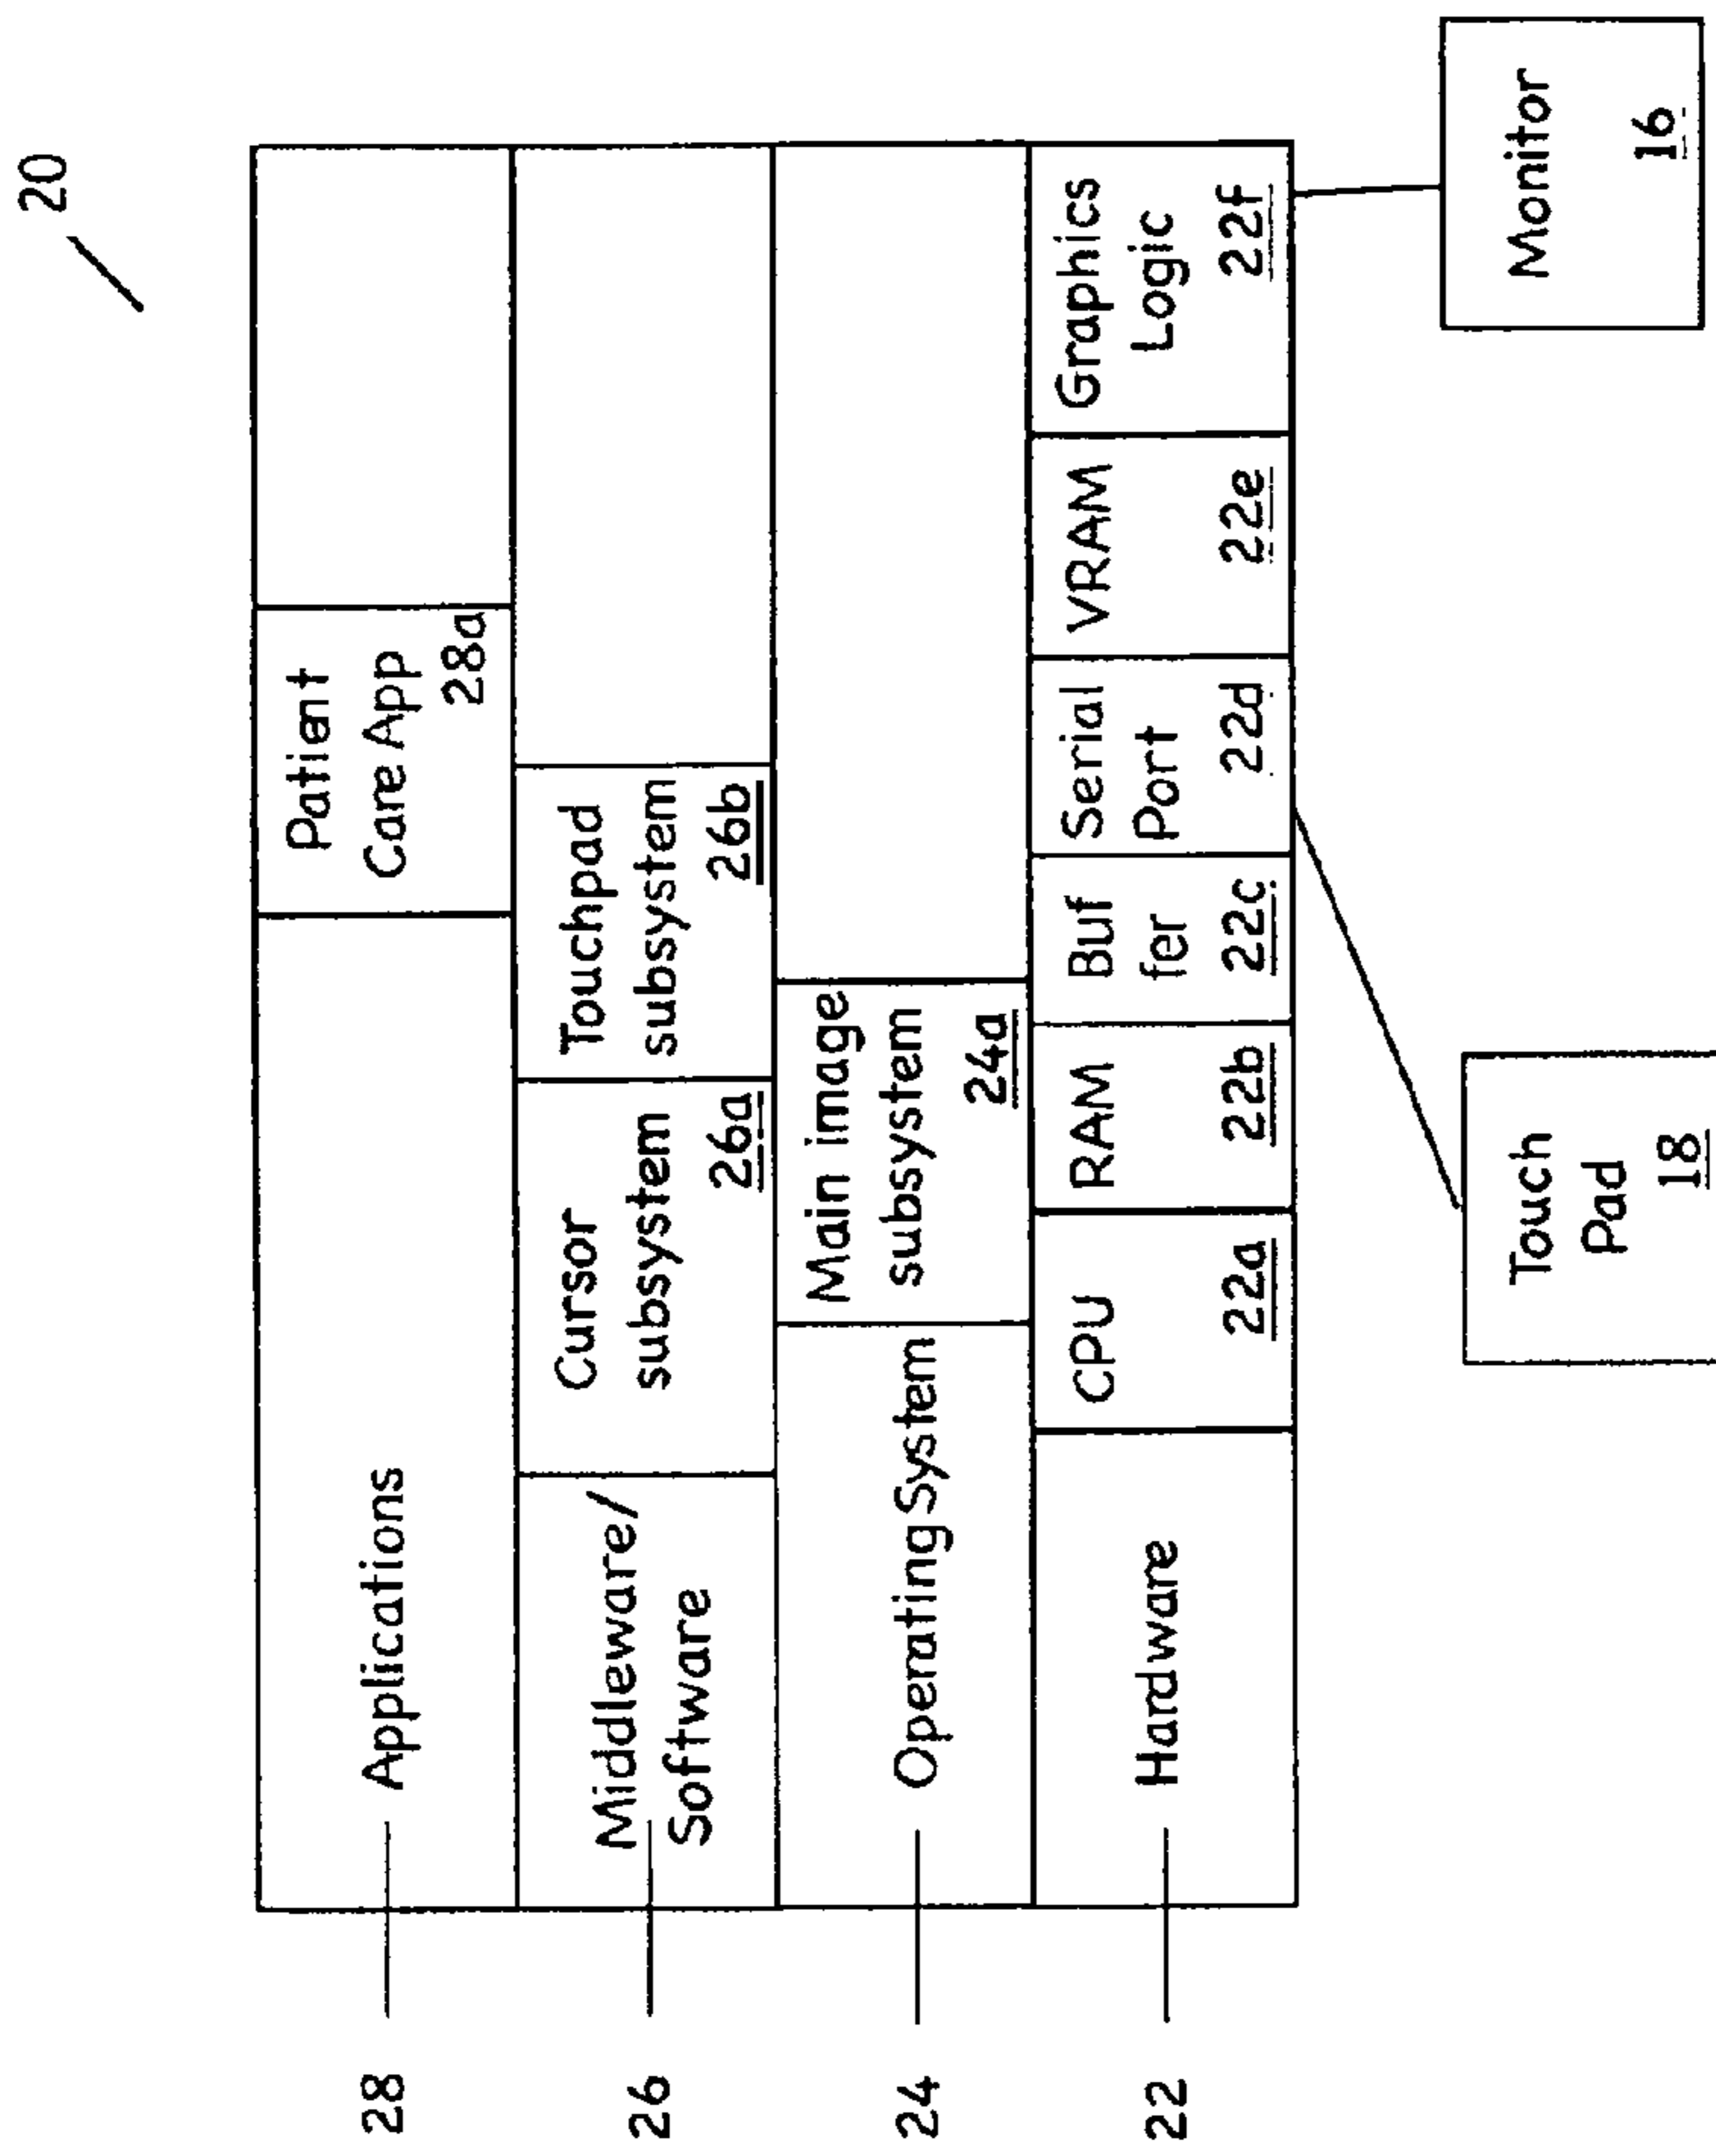 20
28
Applications
Patient
Care App
28a
26
Middleware/
Software
Cursor
subsystem
26a
Touchpad
subsystem
26b
24
Operating System
Main image
subsystem
24a
22
Hardware
CPU
22a
RAM
22b
Buf
fer
22c
Serial
Port
22d
VRAM
22e
Graphics
Logic
22f
Touch
Pad
18
Monitor
16